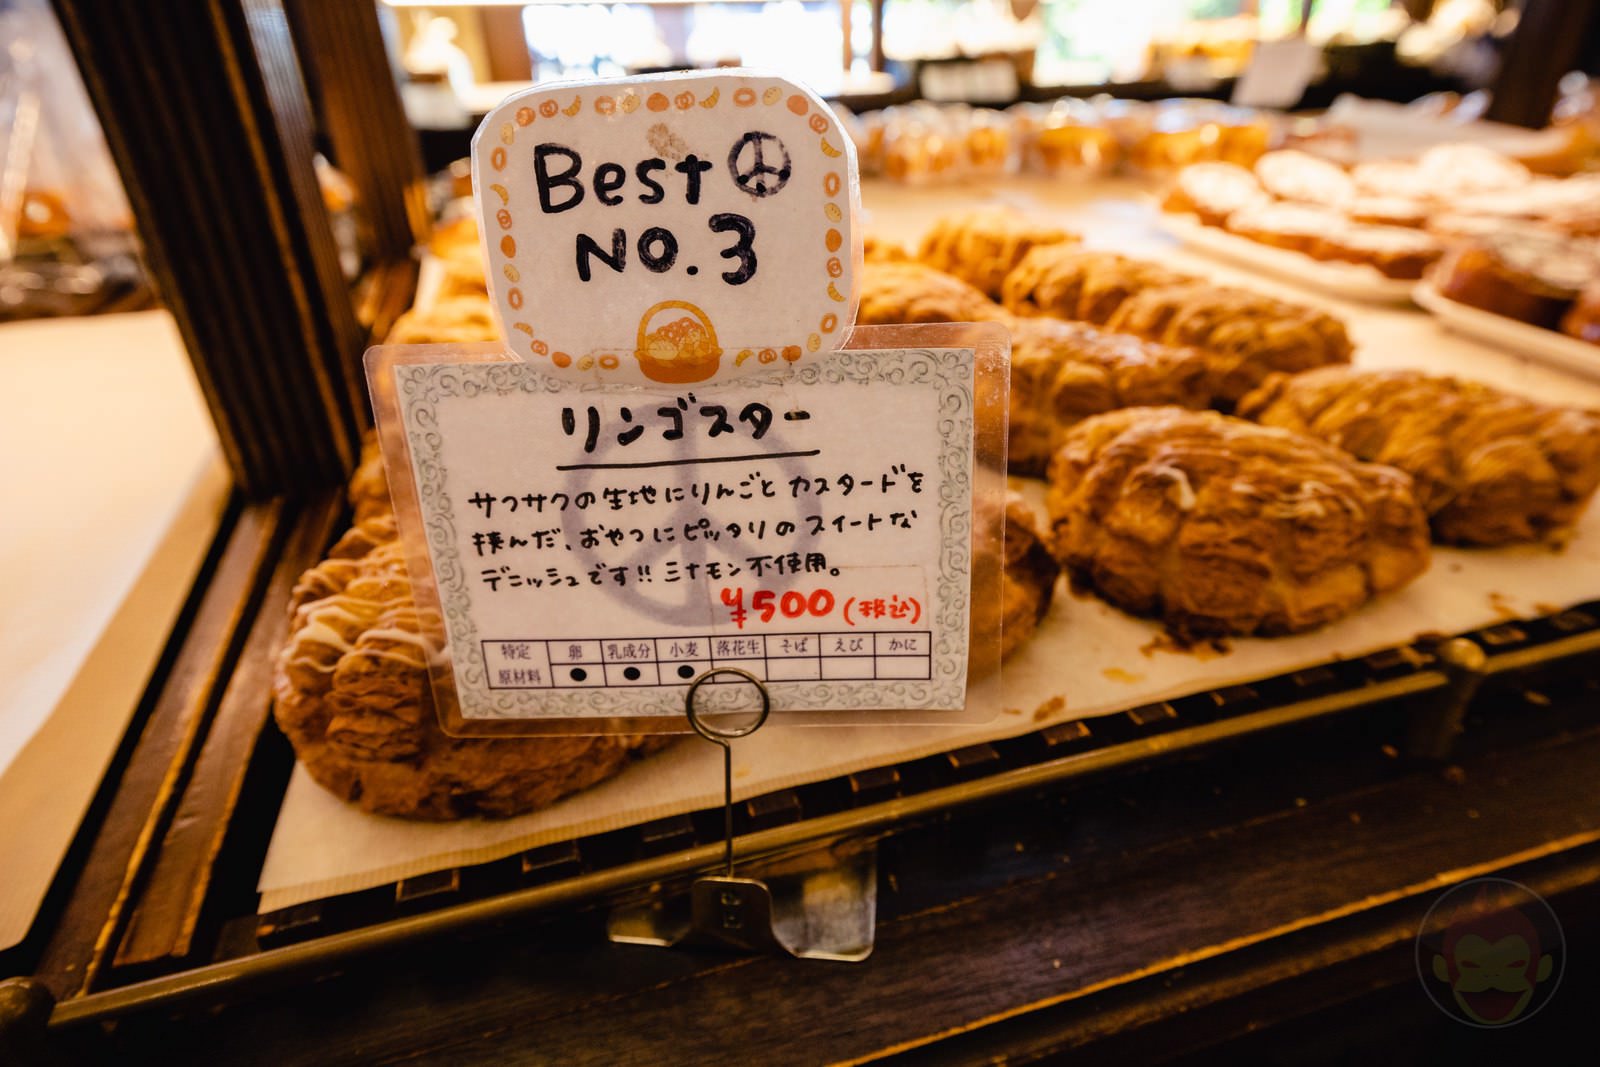 Best
NO.3
リンゴスター
サクサクの生地にりんごとカスタードを
挟んだ、おやつにピッタリのスイートな
デニッシュです!! シナモン不使用。
¥500 (税込)
特定 卵 乳成分 小麦 落花生 そば えび かに
原材料 ● ● ●